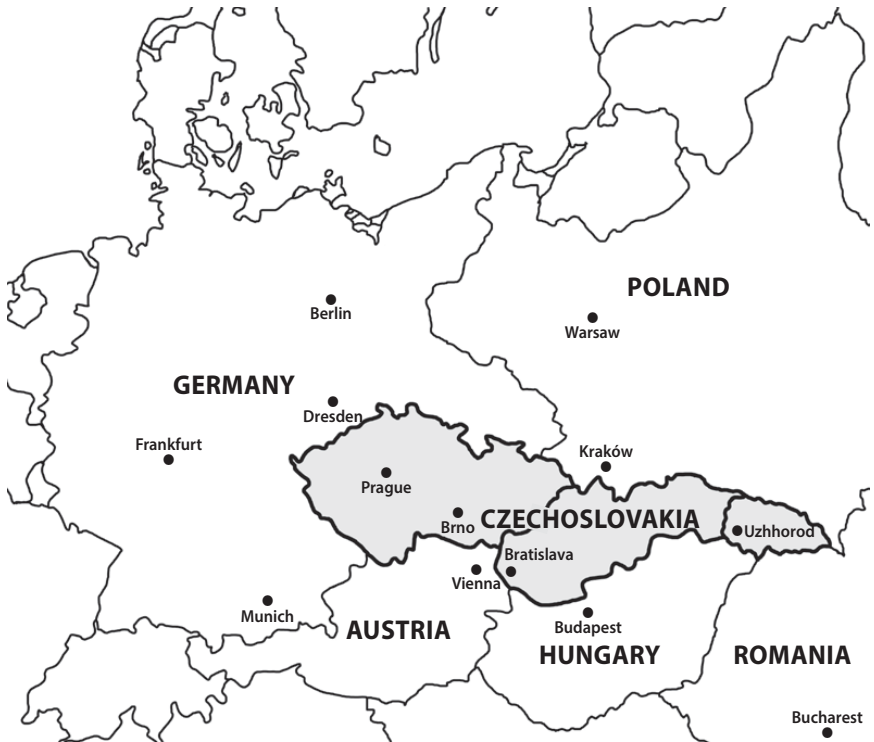 POLAND
Berlin
Warsaw
GERMANY
Dresden
Frankfurt
Kraków
Prague
Brno
CZECHOSLOVAKIA
Uzhhorod
Bratislava
Vienna
Munich
Budapest
AUSTRIA
HUNGARY
ROMANIA
Bucharest